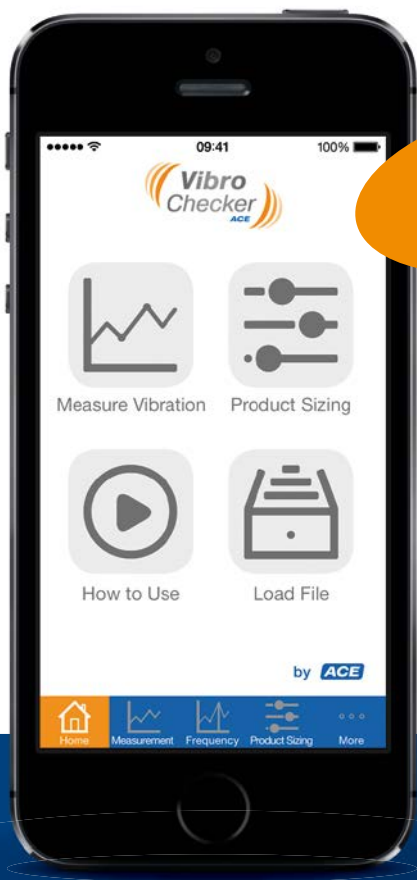 09:41
100%
Vibro
Checker
ACE
Measure Vibration
Product Sizing
How to Use
Load File
by ACE
Home
Measurement
Frequency
Product Sizing
More